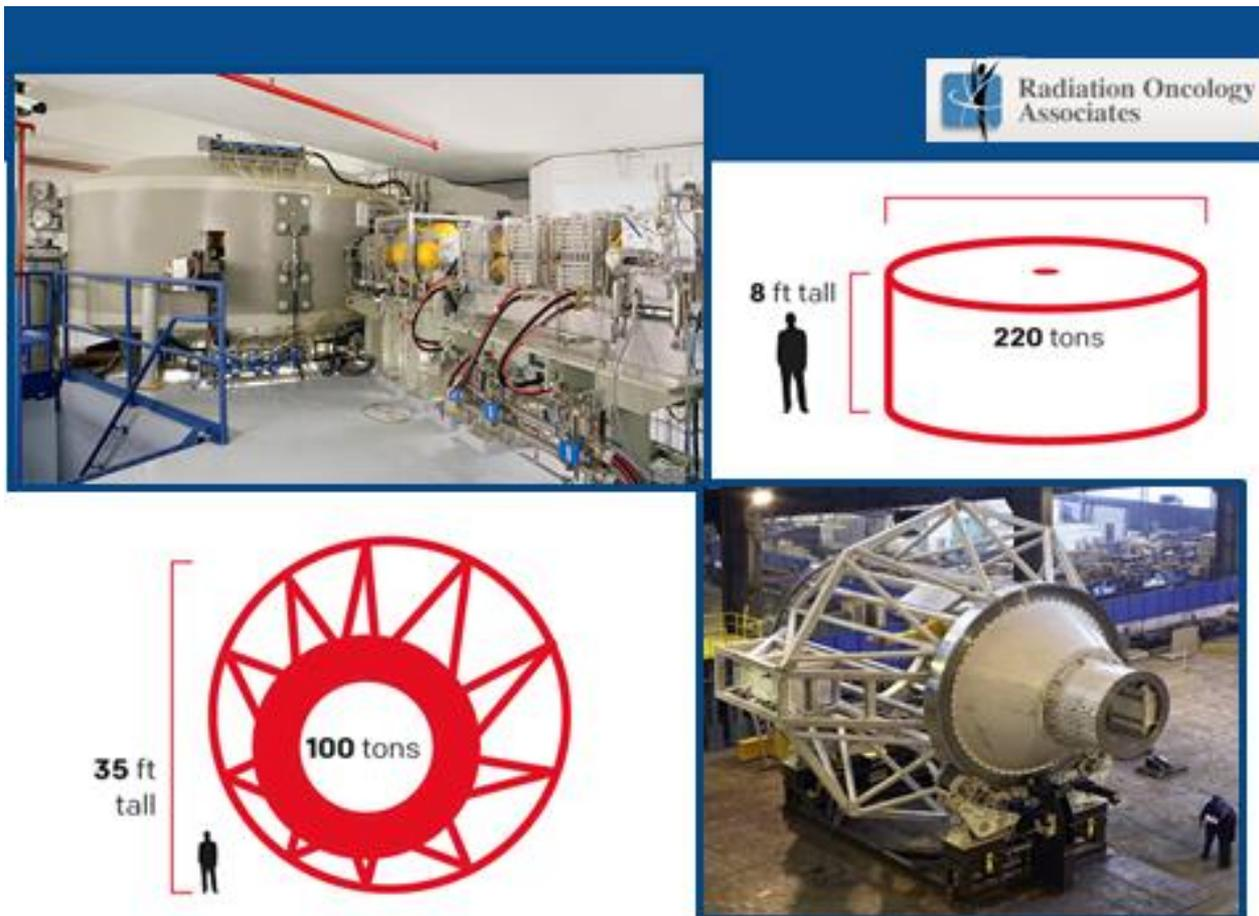 Radiation Oncology
Associates
8 ft tall
220 tons
100 tons
35 ft
tall